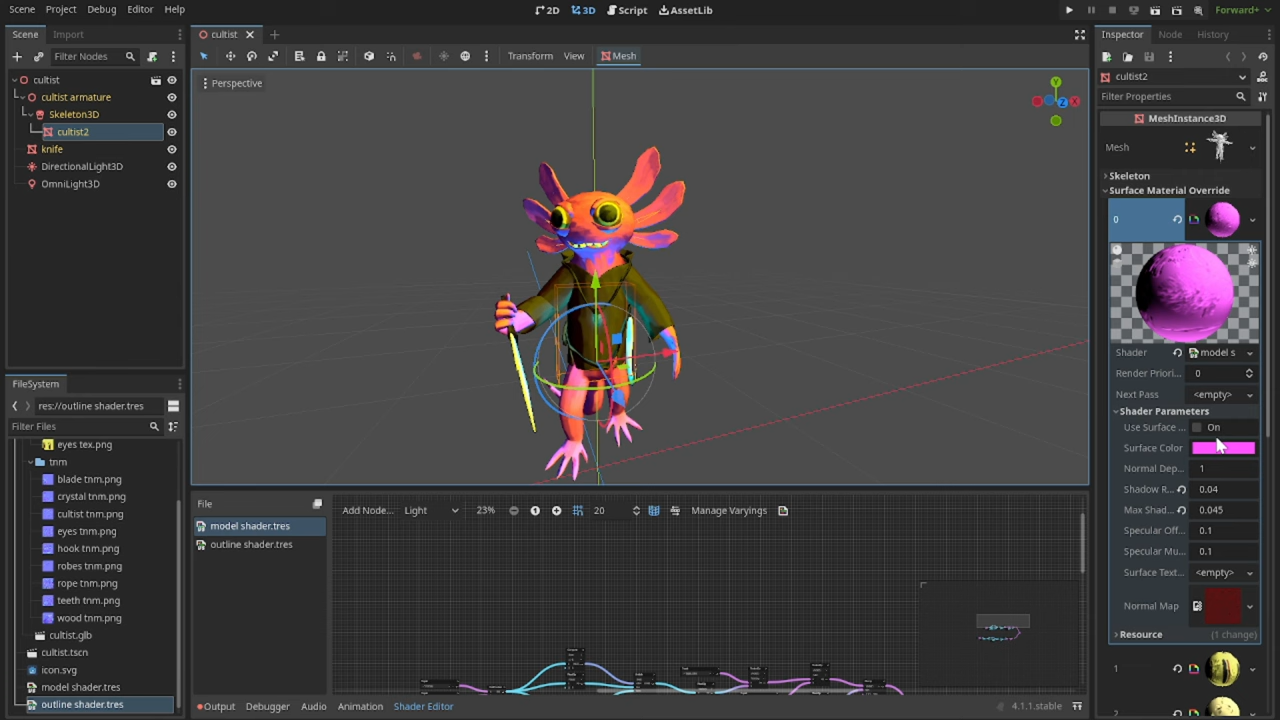 Scene Project Debug Editor Help
2D 3D Script AssetLib
Forward+
Scene Import
Filter Nodes
cultist
cultist armature
Skeleton3D
cultist2
knife
DirectionalLight3D
OmniLight3D
FileSystem
res://outline shader.tres
Filter Files
eyes tex.png
tnm
blade tnm.png
crystal tnm.png
cultist tnm.png
eyes tnm.png
hook tnm.png
robes tnm.png
rope tnm.png
teeth tnm.png
wood tnm.png
cultist.glb
cultist.tscn
icon.svg
model shader.tres
outline shader.tres
cultist
Transform View Mesh
Perspective
Y
Z X
File
model shader.tres
outline shader.tres
Add Node... Light 23% 20 Manage Varyings
Output Debugger Audio Animation Shader Editor 4.1.1.stable
Inspector Node History
cultist2
Filter Properties
MeshInstance3D
Mesh
Skeleton
Surface Material Override
0
Shader model s
Render Priori... 0
Next Pass <empty>
Shader Parameters
Use Surface ... On
Surface Color
Normal Dep... 1
Shadow R... 0.04
Max Shad... 0.045
Specular Off... 0.1
Specular Mu... 0.1
Surface Text... <empty>
Normal Map
Resource (1 change)
1
2